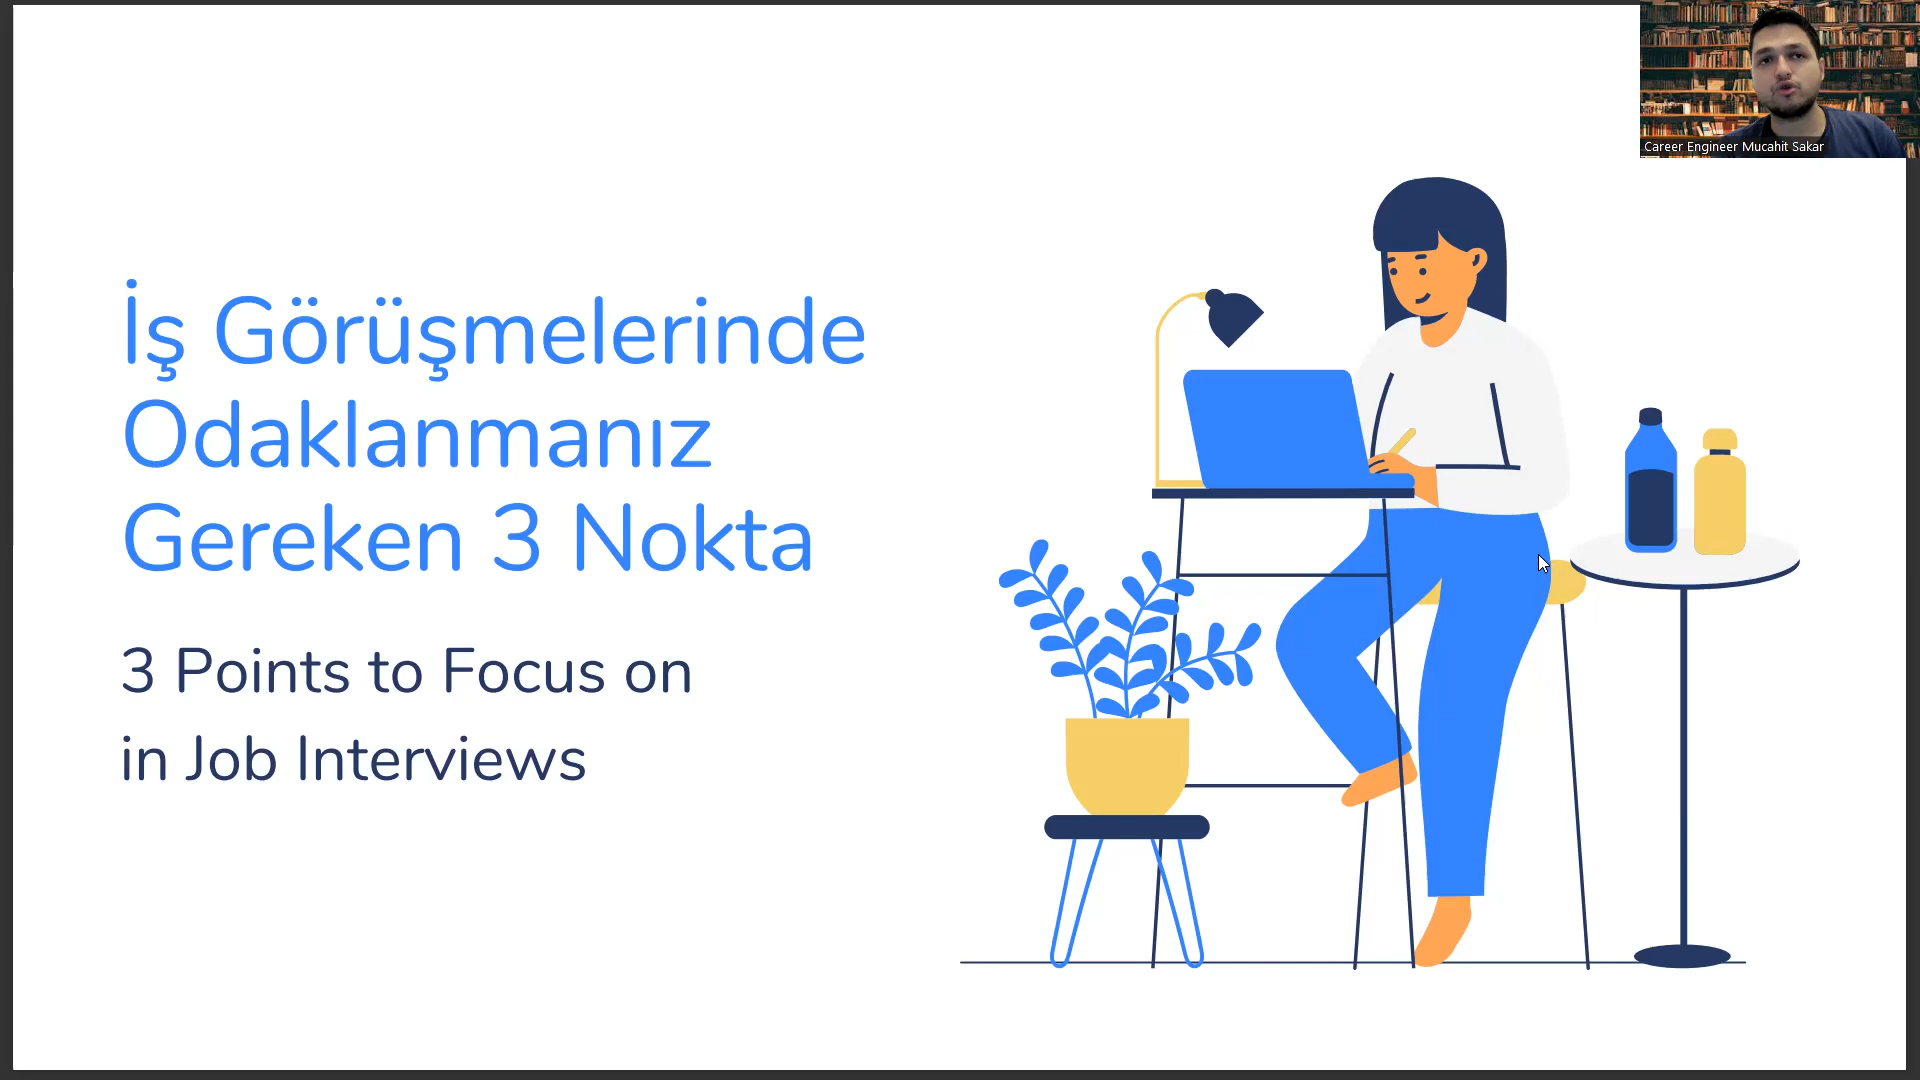 Career Engineer Mucahit Sakar
İş Görüşmelerinde
Odaklanmanız
Gereken 3 Nokta
3 Points to Focus on
in Job Interviews